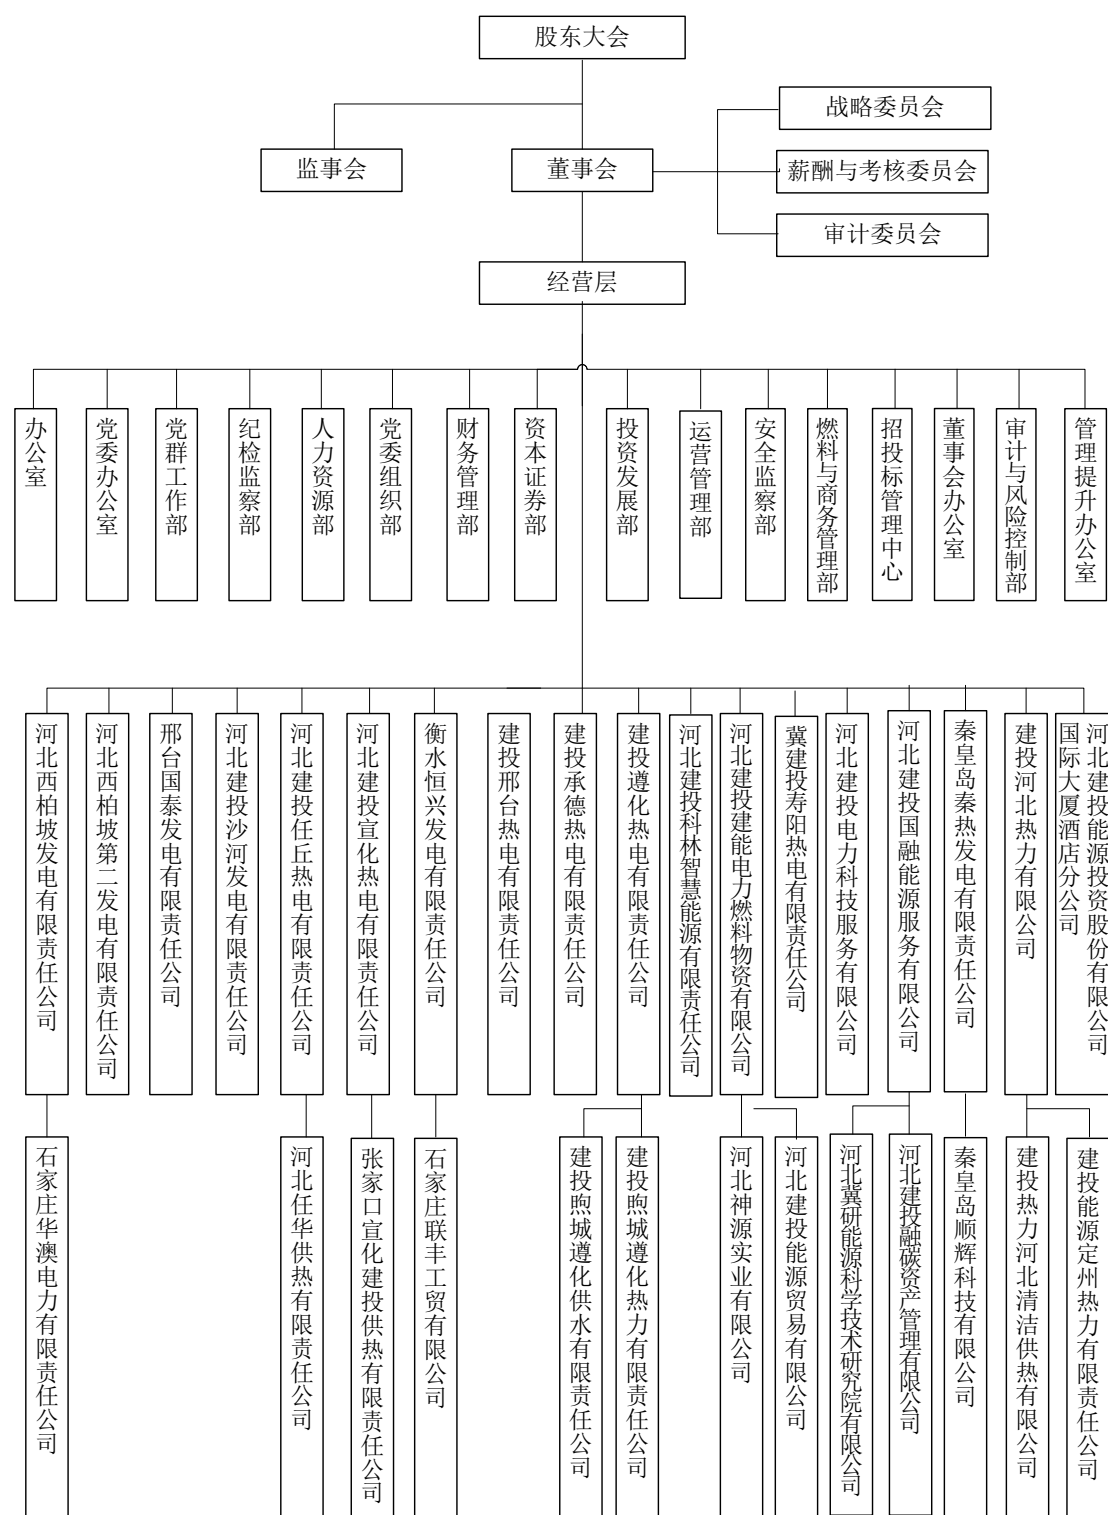 股东大会
战略委员会
监事会
董事会
薪酬与考核委员会
审计委员会
经营层
办公室
党委办公室
党群工作部
纪检监察部
人力资源部
党委组织部
财务管理部
资本证券部
投资发展部
运营管理部
安全监察部
燃料与商务管理部
招投标管理中心
董事会办公室
审计与风险控制部
管理提升办公室
河北西柏坡发电有限责任公司
河北西柏坡第二发电有限责任公司
邢台国泰发电有限责任公司
河北建投沙河发电有限责任公司
河北建投任丘热电有限责任公司
河北建投宣化热电有限责任公司
衡水恒兴发电有限责任公司
建投邢台热电有限责任公司
建投承德热电有限责任公司
建投遵化热电有限责任公司
河北建投科林智慧能源有限责任公司
河北建投建能电力燃料物资有限公司
冀建投寿阳热电有限责任公司
河北建投电力科技服务有限公司
河北建投国融能源服务有限公司
秦皇岛秦热发电有限责任公司
建投河北热力有限公司
河北建投能源投资股份有限公司
国际大厦酒店分公司
石家庄华澳电力有限责任公司
河北任华供热有限责任公司
张家口宣化建投供热有限责任公司
石家庄联丰工贸有限公司
建投煦城遵化供水有限责任公司
建投煦城遵化热力有限责任公司
河北神源实业有限公司
河北建投能源贸易有限公司
河北冀研能源科学技术研究院有限公司
河北建投融碳资产管理有限公司
秦皇岛顺辉科技有限公司
建投热力河北清洁供热有限公司
建投能源定州热力有限责任公司